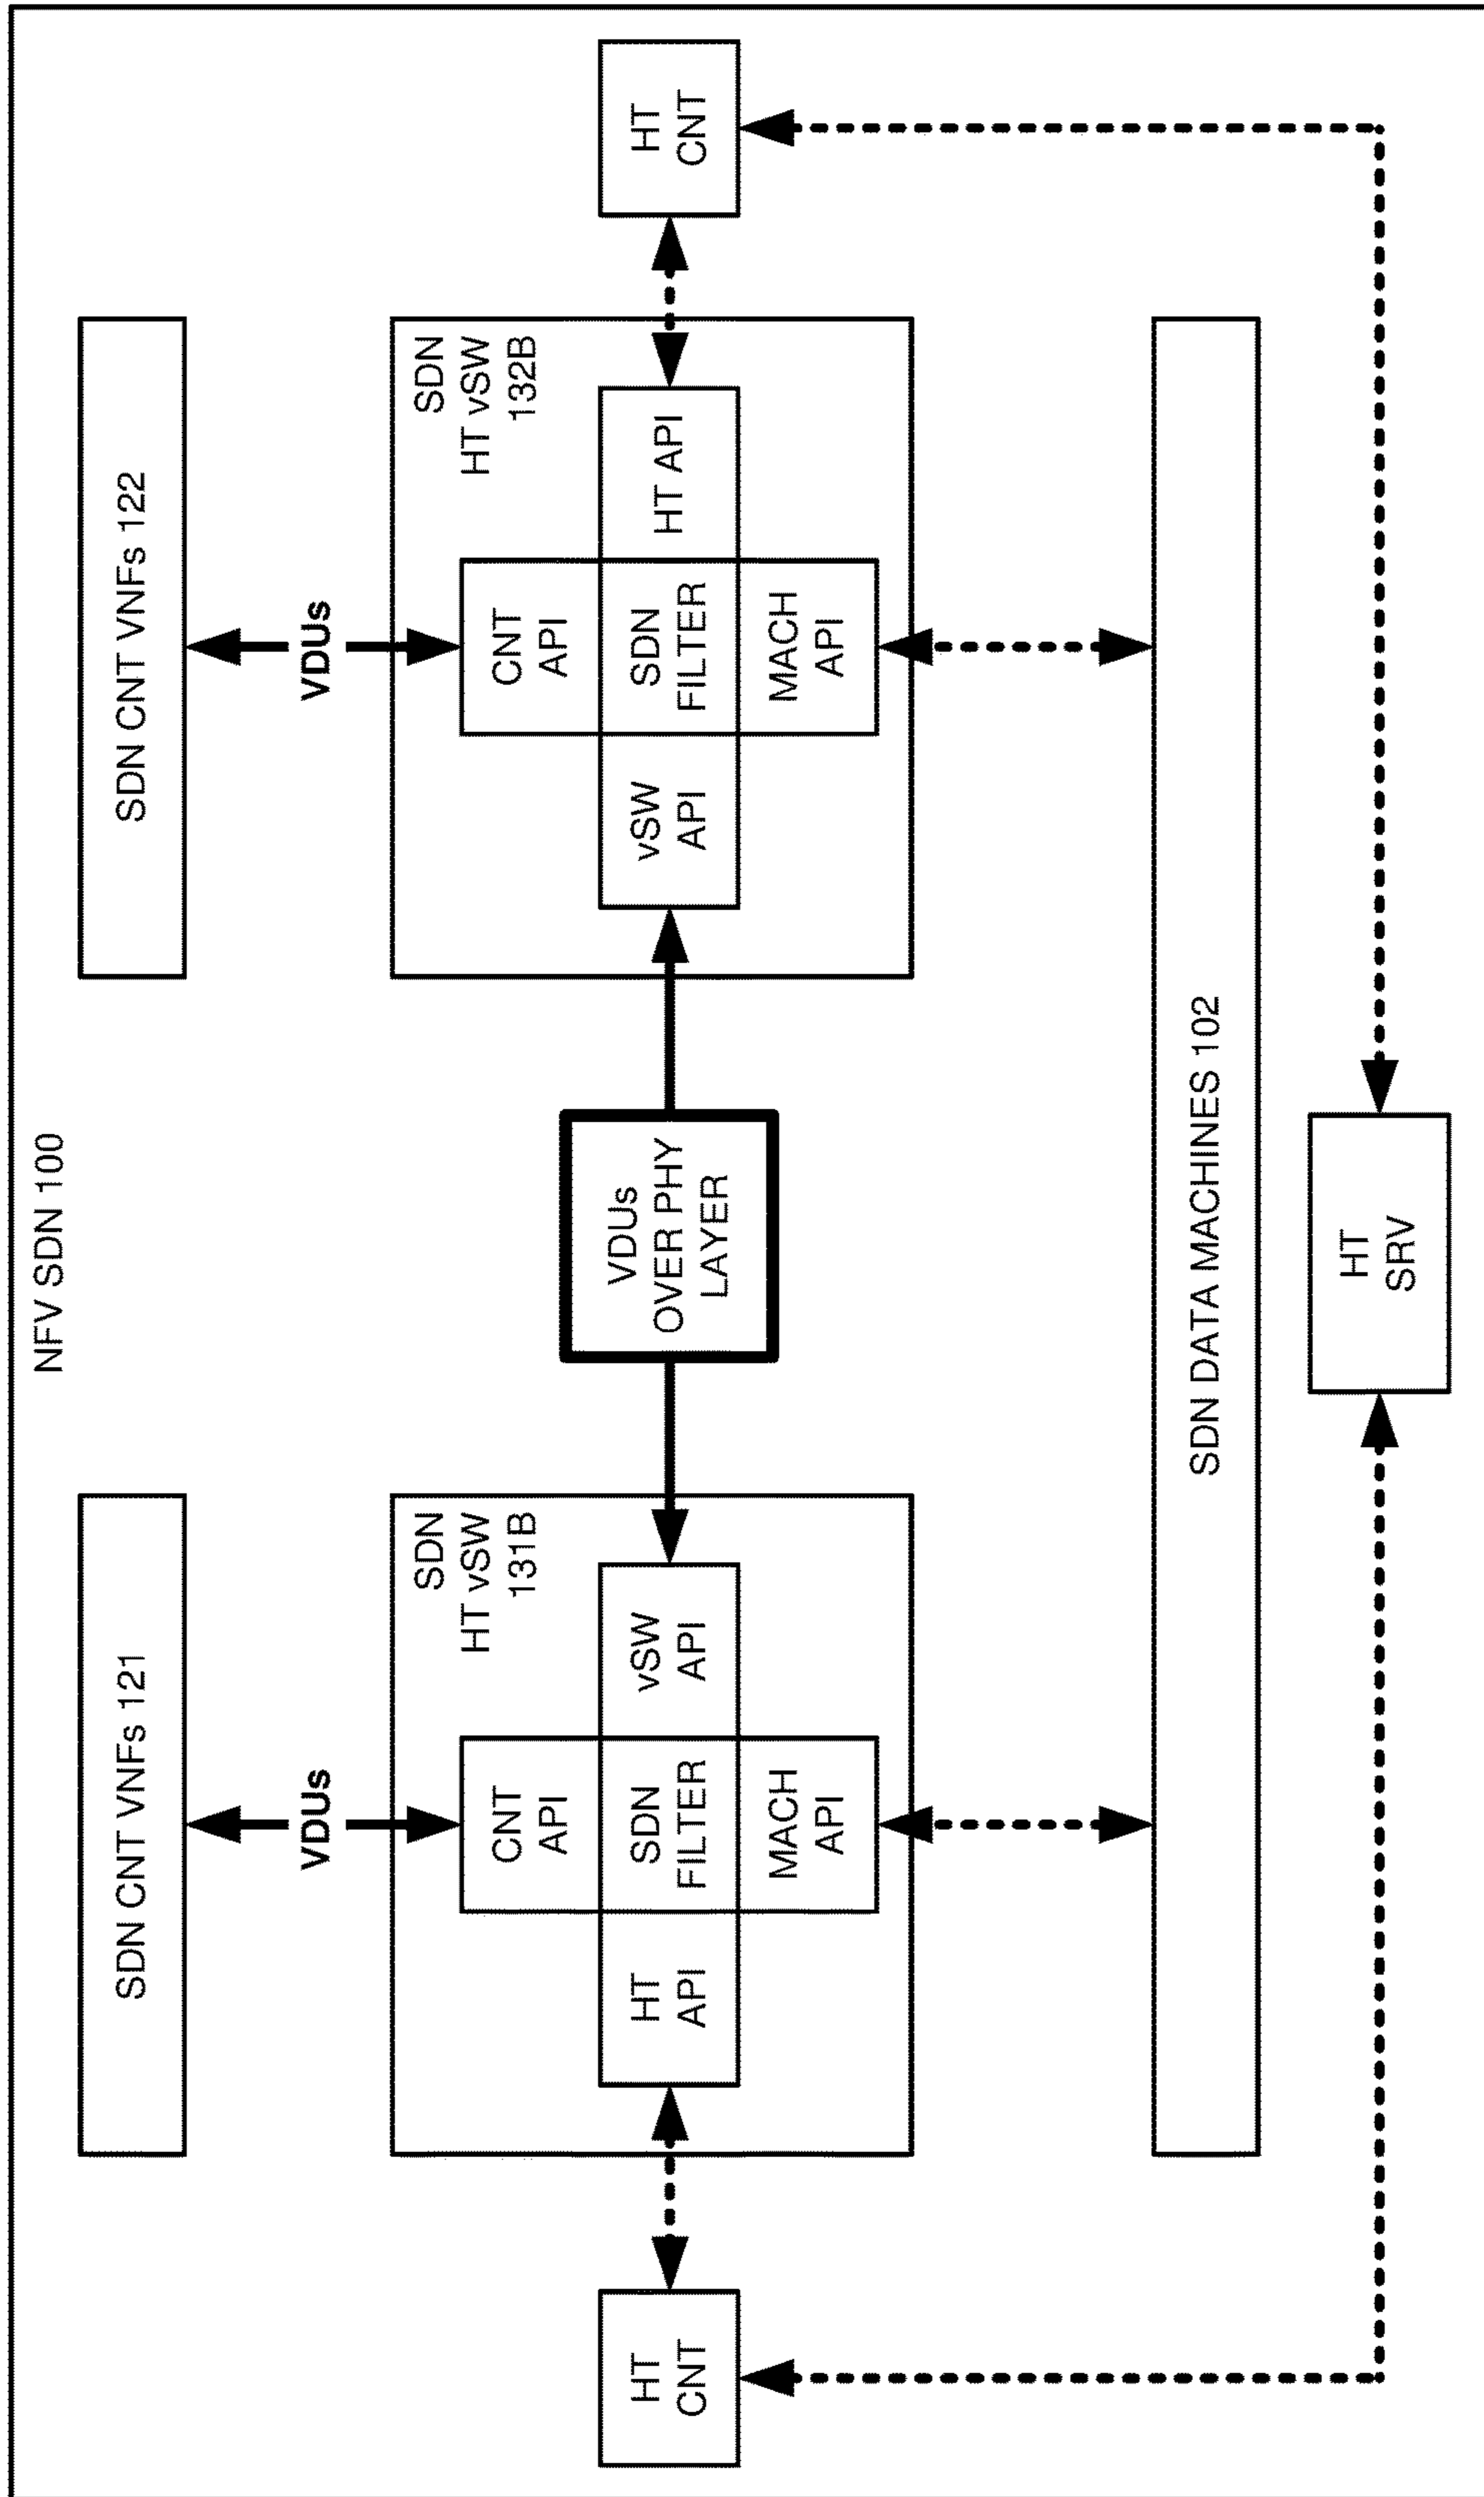 NFV SDN 100
SDN CNT VNFs 121
SDN CNT VNFs 122
VDUs
VDUs
SDN
HT vSW
131B
SDN
HT vSW
132B
CNT
API
CNT
API
HT
CNT
HT
API
SDN
FILTER
vSW
API
VDUs
OVER PHY
LAYER
vSW
API
SDN
FILTER
HT API
HT
CNT
MACH
API
MACH
API
SDN DATA MACHINES 102
HT
SRV